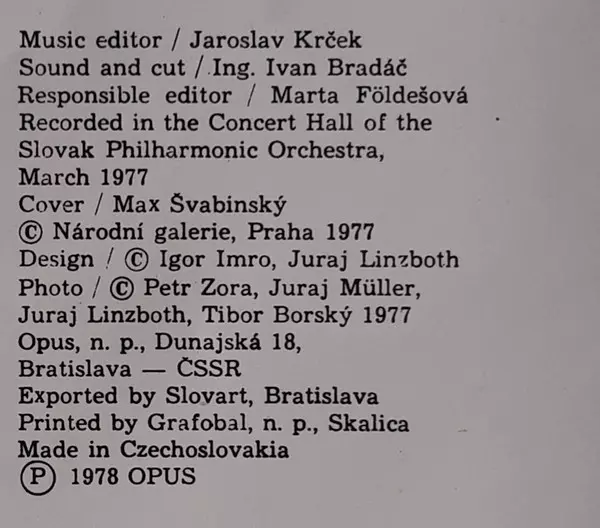 Music editor / Jaroslav Krček
Sound and cut / Ing. Ivan Bradáč
Responsible editor / Marta Földešová
Recorded in the Concert Hall of the
Slovak Philharmonic Orchestra,
March 1977
Cover / Max Švabinský
© Národní galerie, Praha 1977
Design / © Igor Imro, Juraj Linzboth
Photo / © Petr Zora, Juraj Müller,
Juraj Linzboth, Tibor Borský 1977
Opus, n. p., Dunajská 18,
Bratislava — ČSSR
Exported by Slovart, Bratislava
Printed by Grafobal, n. p., Skalica
Made in Czechoslovakia
Ⓟ 1978 OPUS